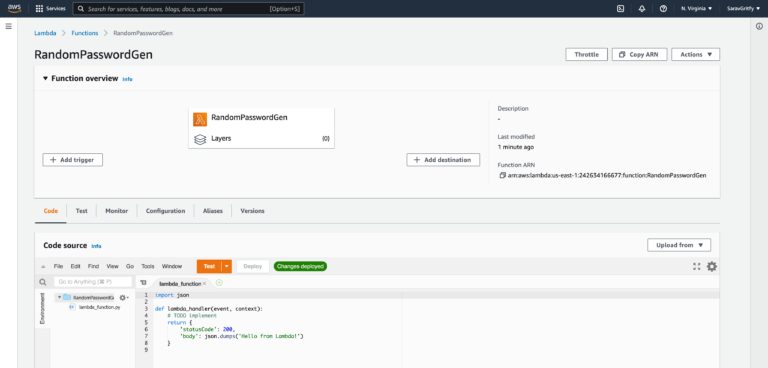 aws
Services
Search for services, features, blogs, docs, and more
[Option+S]
N. Virginia
SaravGritfy
Lambda
Functions
RandomPasswordGen
RandomPasswordGen
Throttle
Copy ARN
Actions
Function overview Info
RandomPasswordGen
Layers
(0)
+ Add trigger
+ Add destination
Description
-
Last modified
1 minute ago
Function ARN
arn:aws:lambda:us-east-1:242634166677:function:RandomPasswordGen
Code
Test
Monitor
Configuration
Aliases
Versions
Code source Info
Upload from
File Edit Find View Go Tools Window
Test
Deploy
Changes deployed
Go to Anything (⌘ P)
lambda_function
Environment
RandomPasswordG
lambda_function.py
1 import json
2
3 def lambda_handler(event, context):
4 # TODO implement
5 return {
6 'statusCode': 200,
7 'body': json.dumps('Hello from Lambda!')
8 }
9